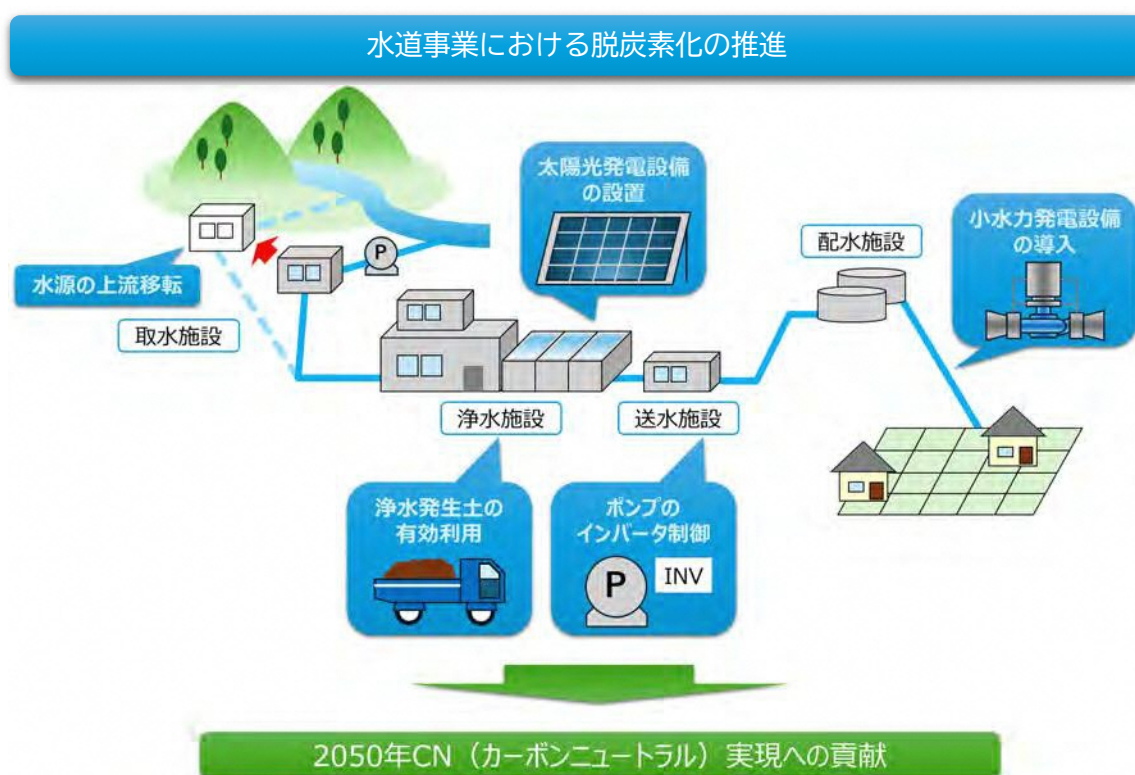 水道事業における脱炭素化の推進
太陽光発電設備
の設置
小水力発電設備
の導入
配水施設
P
水源の上流移転
取水施設
浄水施設
送水施設
浄水発生土の
有効利用
ポンプの
インバータ制御
P
INV
2050年CN（カーボンニュートラル）実現への貢献